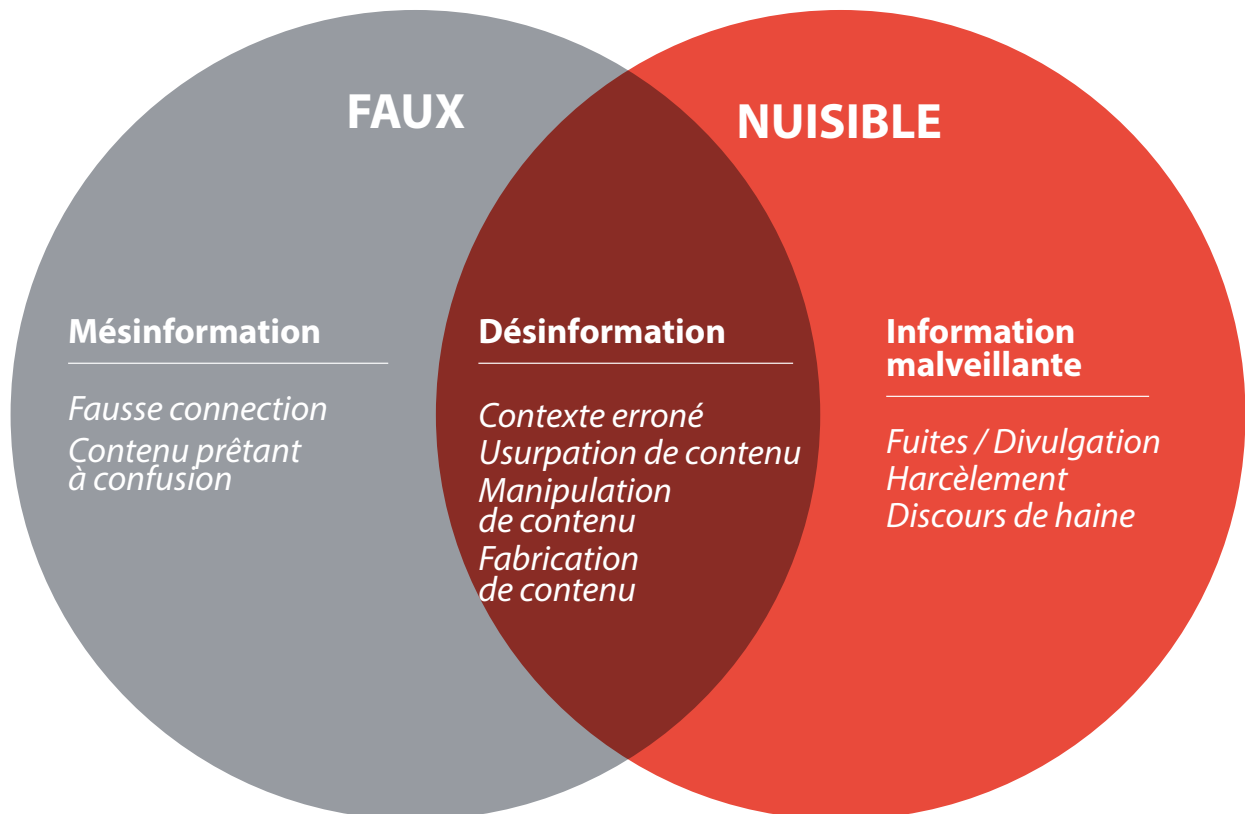 FAUX
NUISIBLE
Mésinformation
Fausse connection
Contenu prêtant
à confusion
Désinformation
Contexte erroné
Usurpation de contenu
Manipulation
de contenu
Fabrication
de contenu
Information
malveillante
Fuites / Divulgation
Harcèlement
Discours de haine